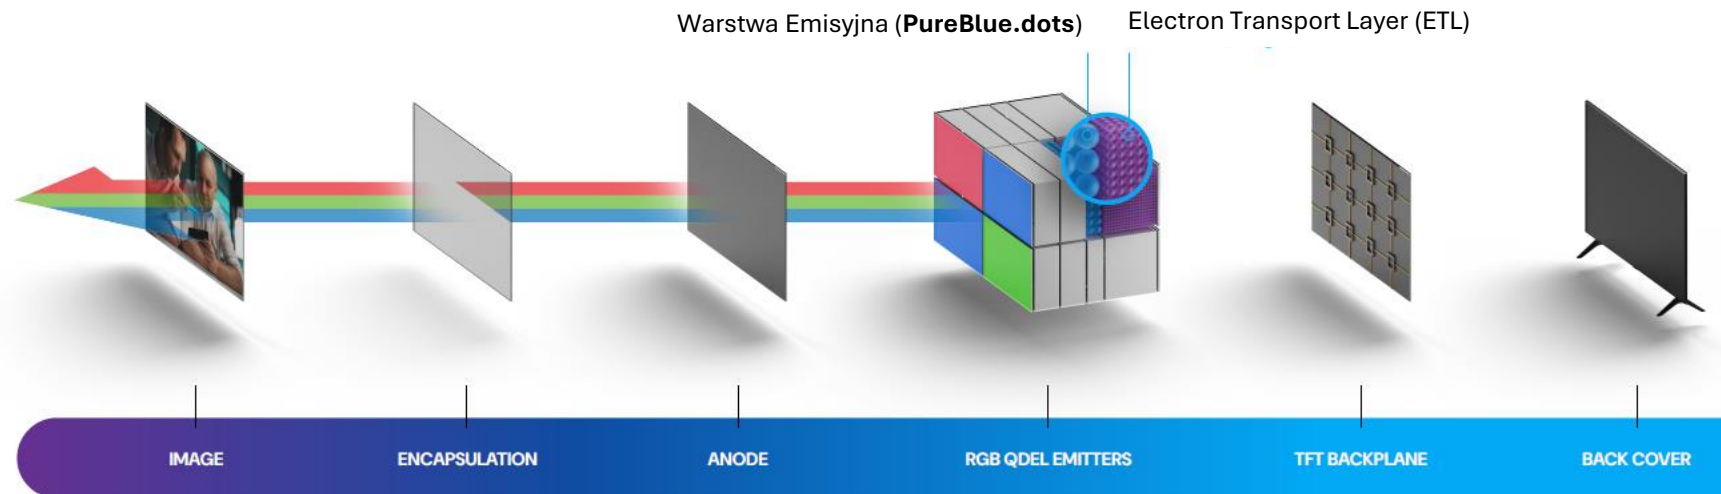 Warstwa Emisyjna (PureBlue.dots)
Electron Transport Layer (ETL)
IMAGE
ENCAPSULATION
ANODE
RGB QDEL EMITTERS
TFT BACKPLANE
BACK COVER